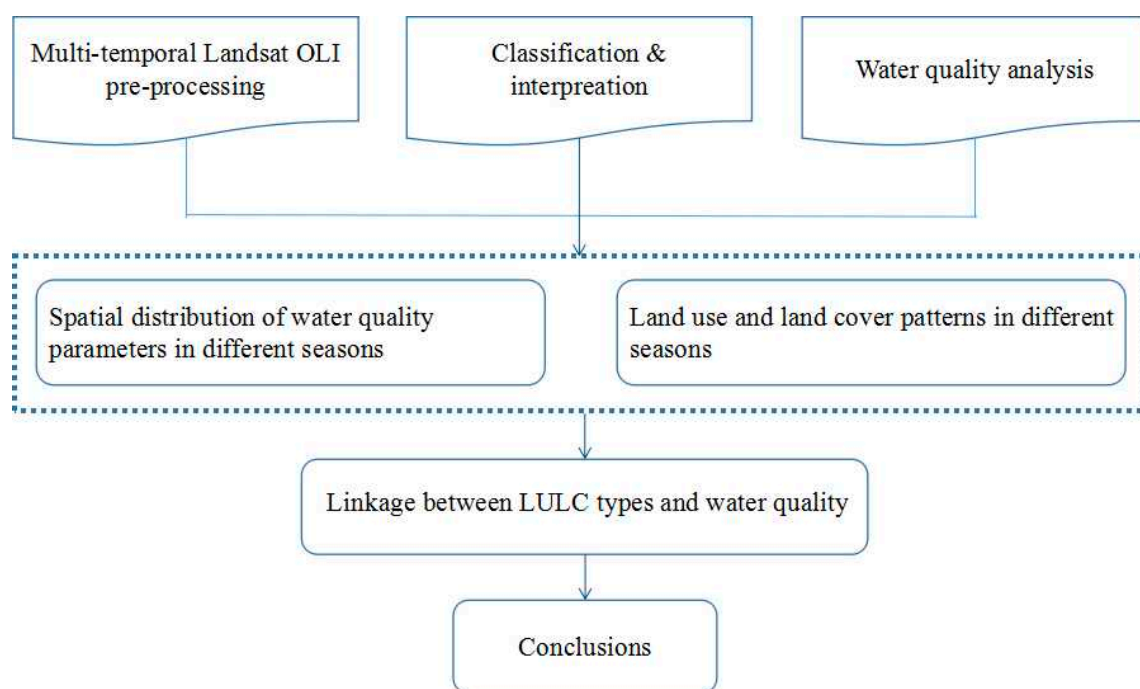 Multi-temporal Landsat OLI
pre-processing
Classification &
interpreation
Water quality analysis
Spatial distribution of water quality
parameters in different seasons
Land use and land cover patterns in different
seasons
Linkage between LULC types and water quality
Conclusions